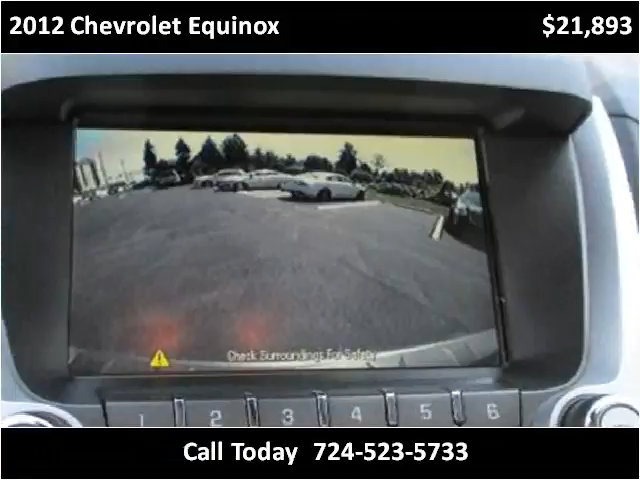 2012 Chevrolet Equinox $21,893
Check Surroundings For Safety
1 2 3 4 5 6
Call Today 724-523-5733